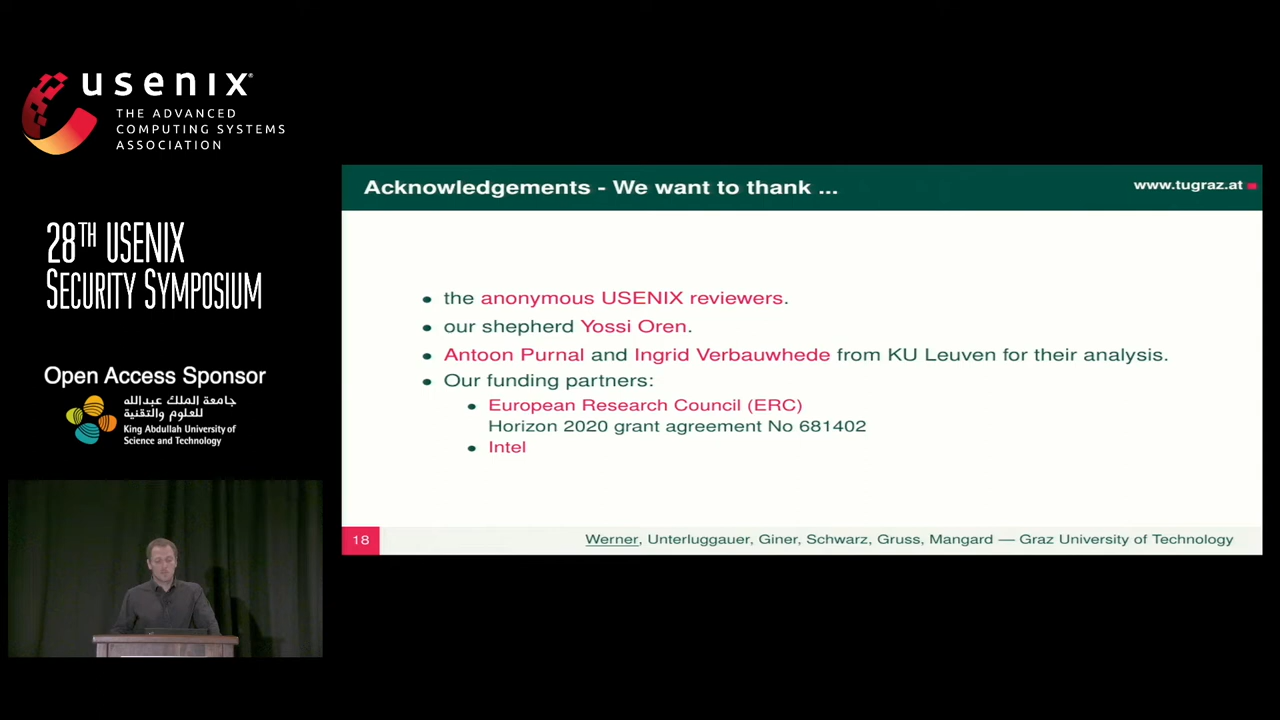 usenix®
THE ADVANCED
COMPUTING SYSTEMS
ASSOCIATION
28TH USENIX
SECURITY SYMPOSIUM
Open Access Sponsor
جامعة الملك عبدالله
للعلوم والتقنية
King Abdullah University of
Science and Technology
Acknowledgements - We want to thank ...
www.tugraz.at
• the anonymous USENIX reviewers.
• our shepherd Yossi Oren.
• Antoon Purnal and Ingrid Verbauwhede from KU Leuven for their analysis.
• Our funding partners:
• European Research Council (ERC)
Horizon 2020 grant agreement No 681402
• Intel
18
Werner, Unterluggauer, Giner, Schwarz, Gruss, Mangard — Graz University of Technology